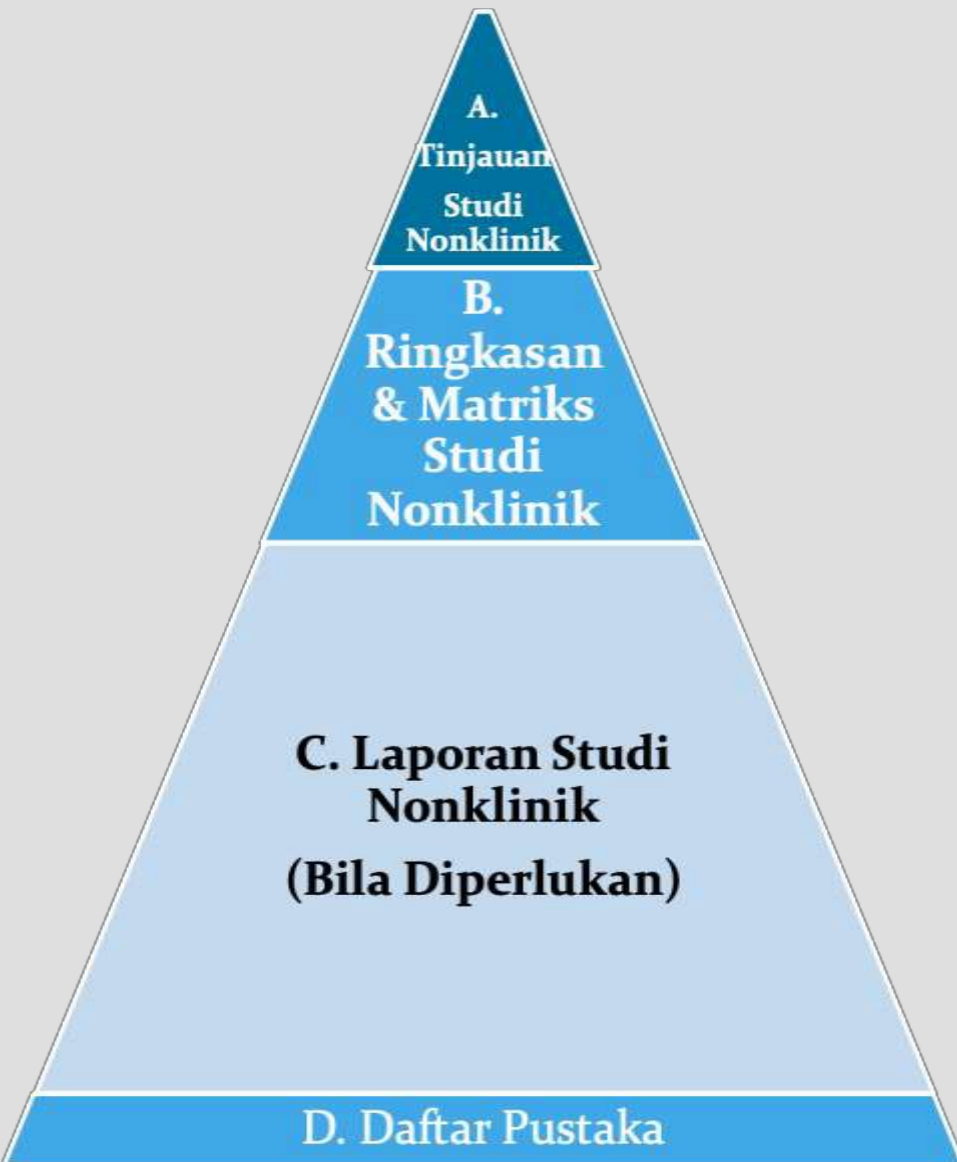 A.
Tinjauan
Studi
Nonklinik
B.
Ringkasan
& Matriks
Studi
Nonklinik
C. Laporan Studi
Nonklinik
(Bila Diperlukan)
D. Daftar Pustaka